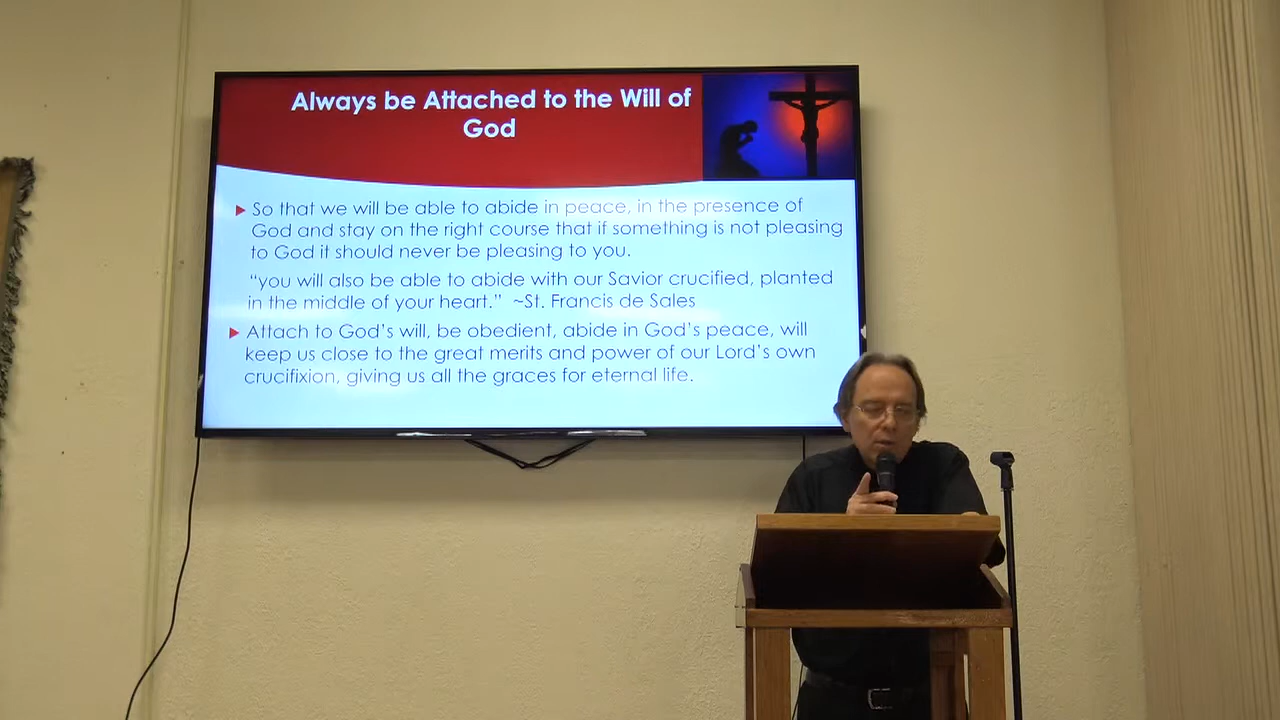 Always be Attached to the Will of
God
So that we will be able to abide in peace, in the presence of
God and stay on the right course that if something is not pleasing
to God it should never be pleasing to you.
“you will also be able to abide with our Savior crucified, planted
in the middle of your heart.” ~St. Francis de Sales
Attach to God’s will, be obedient, abide in God’s peace, will
keep us close to the great merits and power of our Lord’s own
crucifixion, giving us all the graces for eternal life.